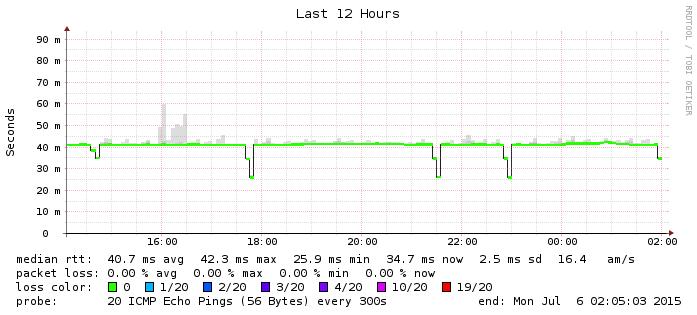 Last 12 Hours
RRDTOOL / TOBI OETIKER
Seconds
90 m
80 m
70 m
60 m
50 m
40 m
30 m
20 m
10 m
0
16:00 18:00 20:00 22:00 00:00 02:00
median rtt: 40.7 ms avg 42.3 ms max 25.9 ms min 34.7 ms now 2.5 ms sd 16.4 am/s
packet loss: 0.00 % avg 0.00 % max 0.00 % min 0.00 % now
loss color: 0 1/20 2/20 3/20 4/20 10/20 19/20
probe: 20 ICMP Echo Pings (56 Bytes) every 300s end: Mon Jul 6 02:05:03 2015